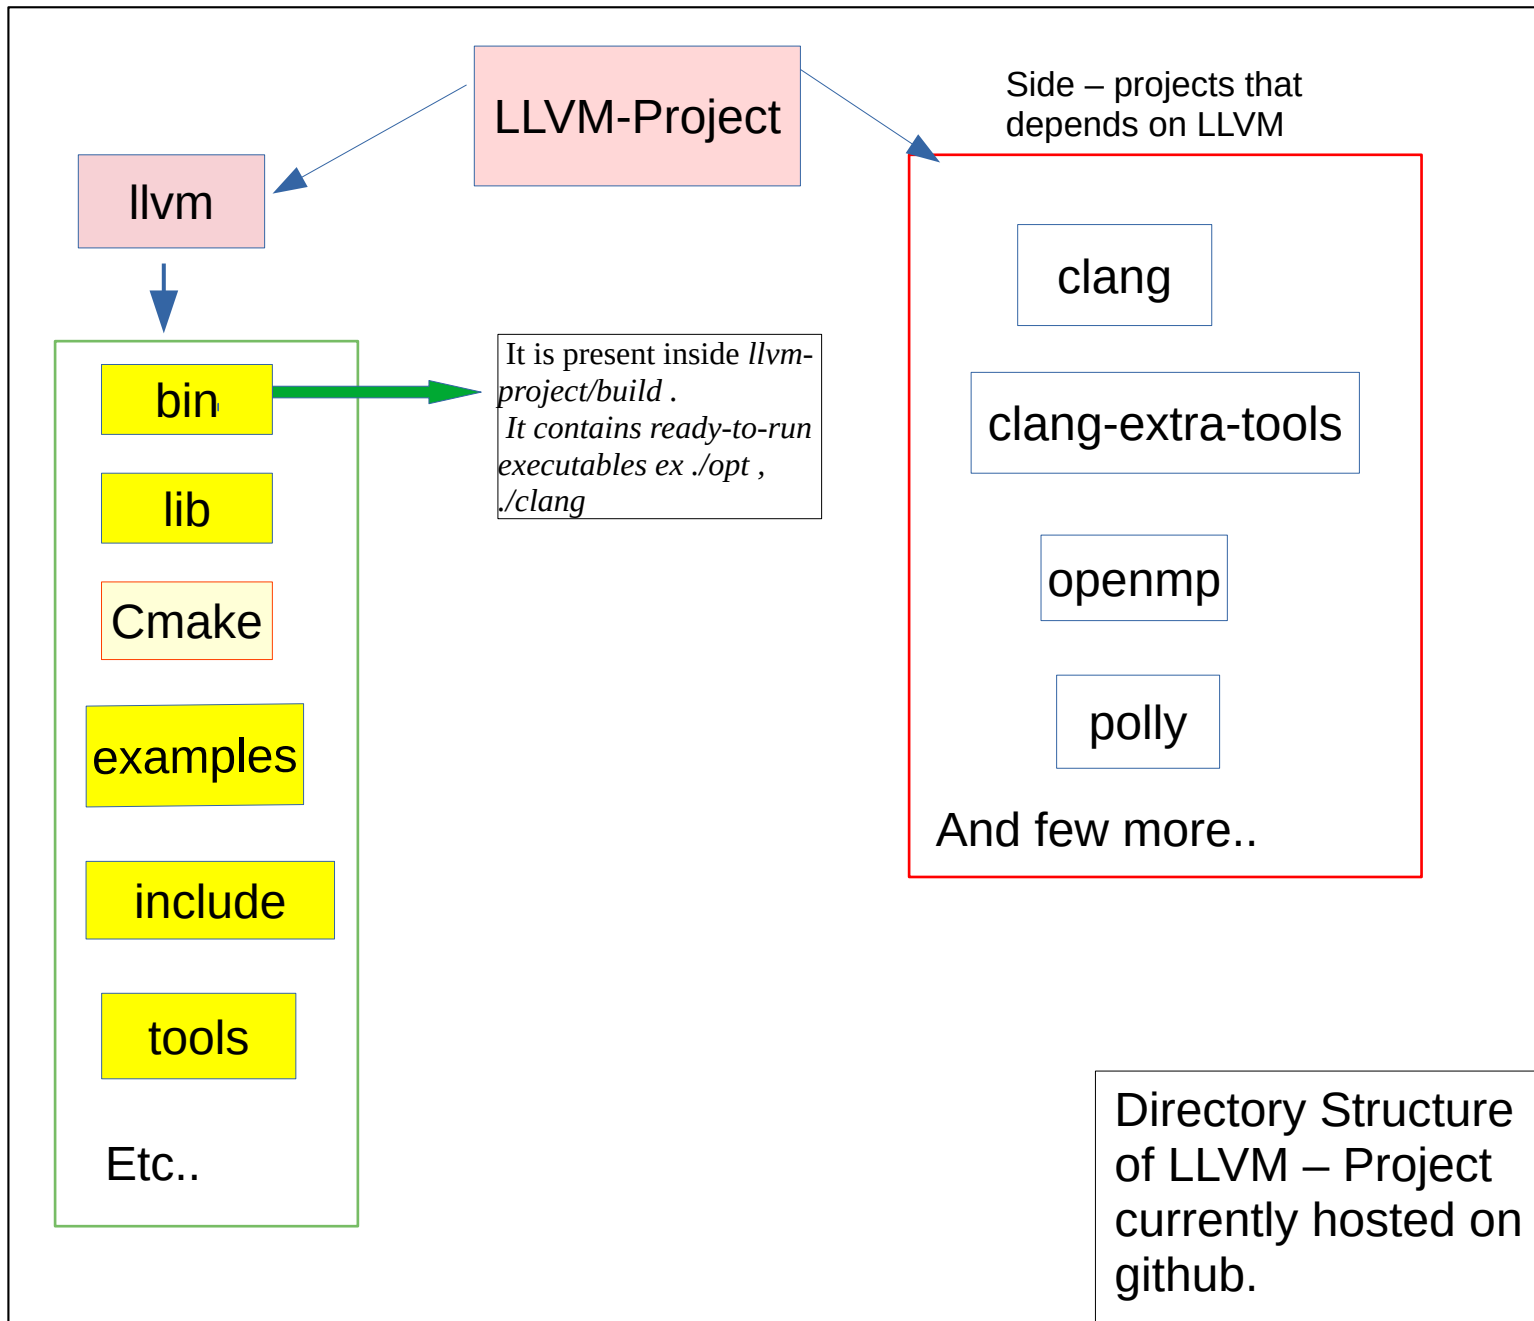 LLVM-Project
Side – projects that
depends on LLVM
llvm
clang
bin
It is present inside llvm-
project/build .
It contains ready-to-run
executables ex ./opt ,
./clang
clang-extra-tools
lib
openmp
Cmake
polly
examples
And few more..
include
tools
Etc..
Directory Structure
of LLVM – Project
currently hosted on
github.